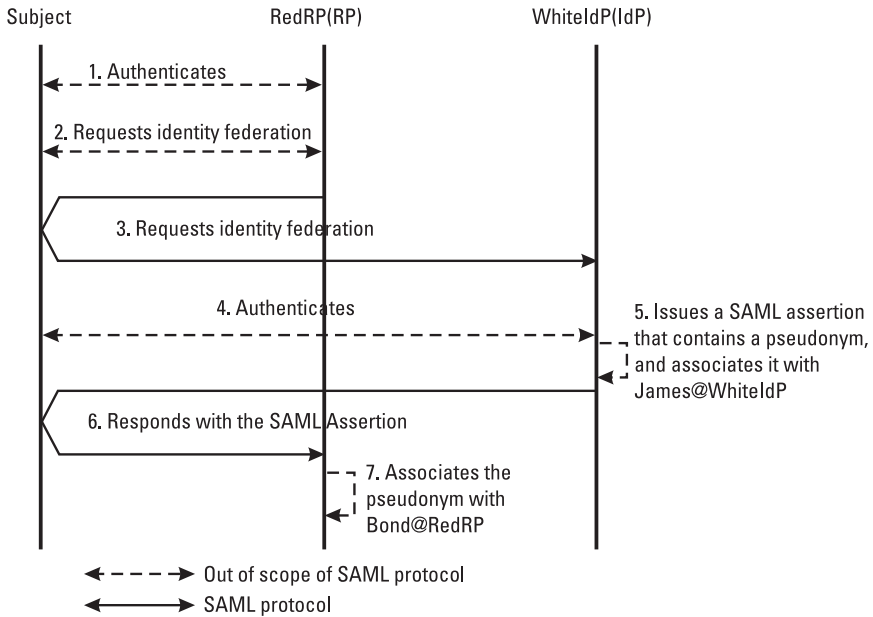 Subject
RedRP(RP)
WhiteIdP(IdP)
1. Authenticates
2. Requests identity federation
3. Requests identity federation
4. Authenticates
5. Issues a SAML assertion
that contains a pseudonym,
and associates it with
James@WhiteIdP
6. Responds with the SAML Assertion
7. Associates the
pseudonym with
Bond@RedRP
Out of scope of SAML protocol
SAML protocol